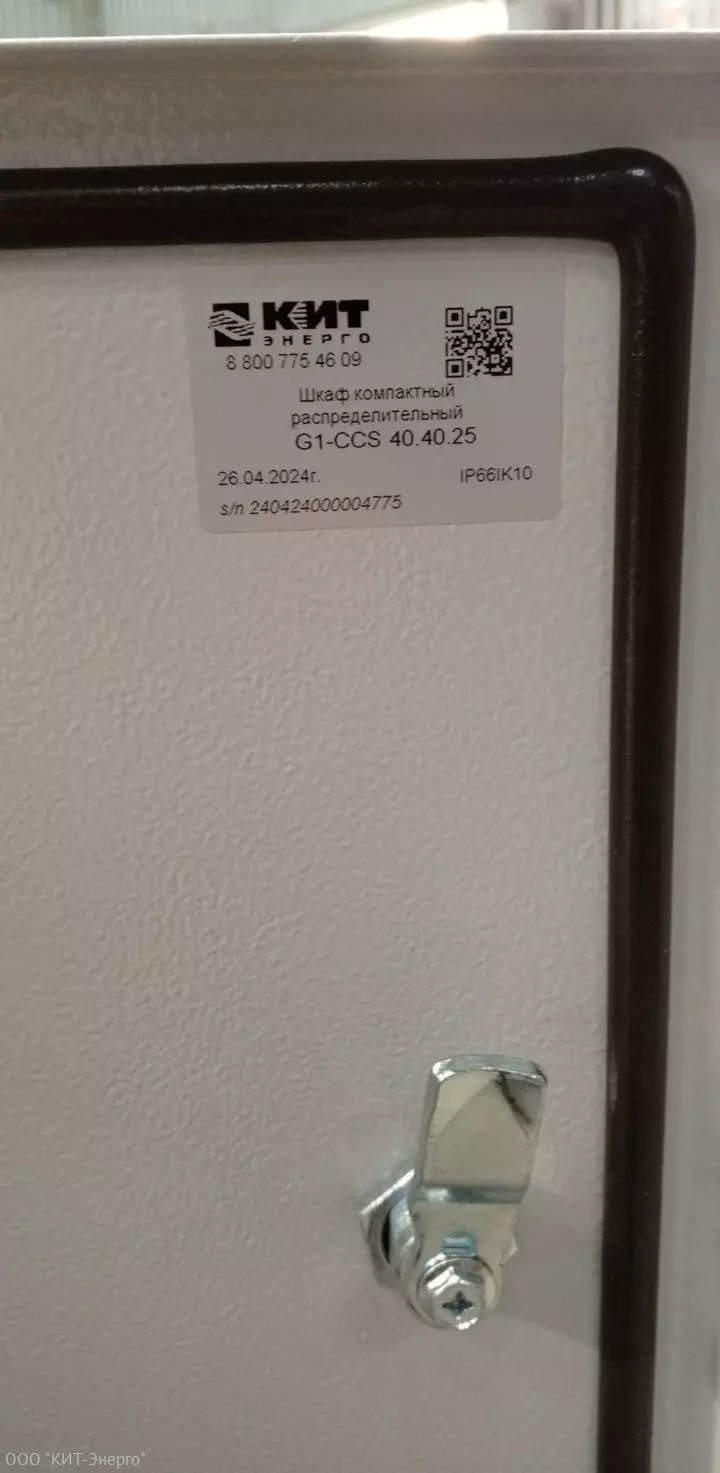 КИТ
ЭНЕРГО
8 800 775 46 09
Шкаф компактный
распределительный
G1-CCS 40.40.25
26.04.2024г. IP66IK10
s/n 240424000004775
ООО "КИТ-Энерго"